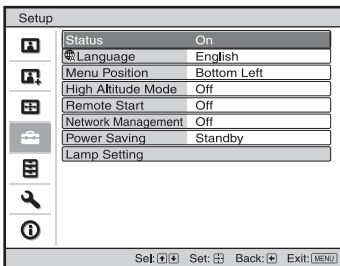 Setup
Status On
Language English
Menu Position Bottom Left
High Altitude Mode Off
Remote Start Off
Network Management Off
Power Saving Standby
Lamp Setting
Sel: Set: Back: Exit: MENU